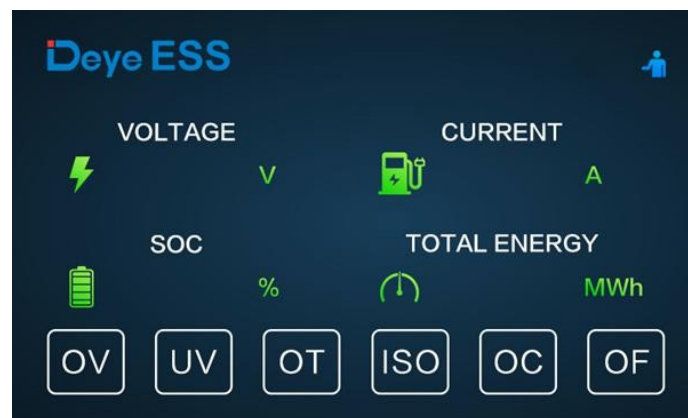 Deye ESS
VOLTAGE CURRENT
V A
SOC TOTAL ENERGY
% MWh
OV UV OT ISO OC OF